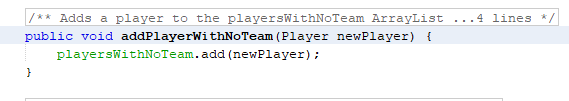 /** Adds a player to the playersWithNoTeam ArrayList ...4 lines */
public void addPlayerWithNoTeam(Player newPlayer) {
    playersWithNoTeam.add(newPlayer);
}